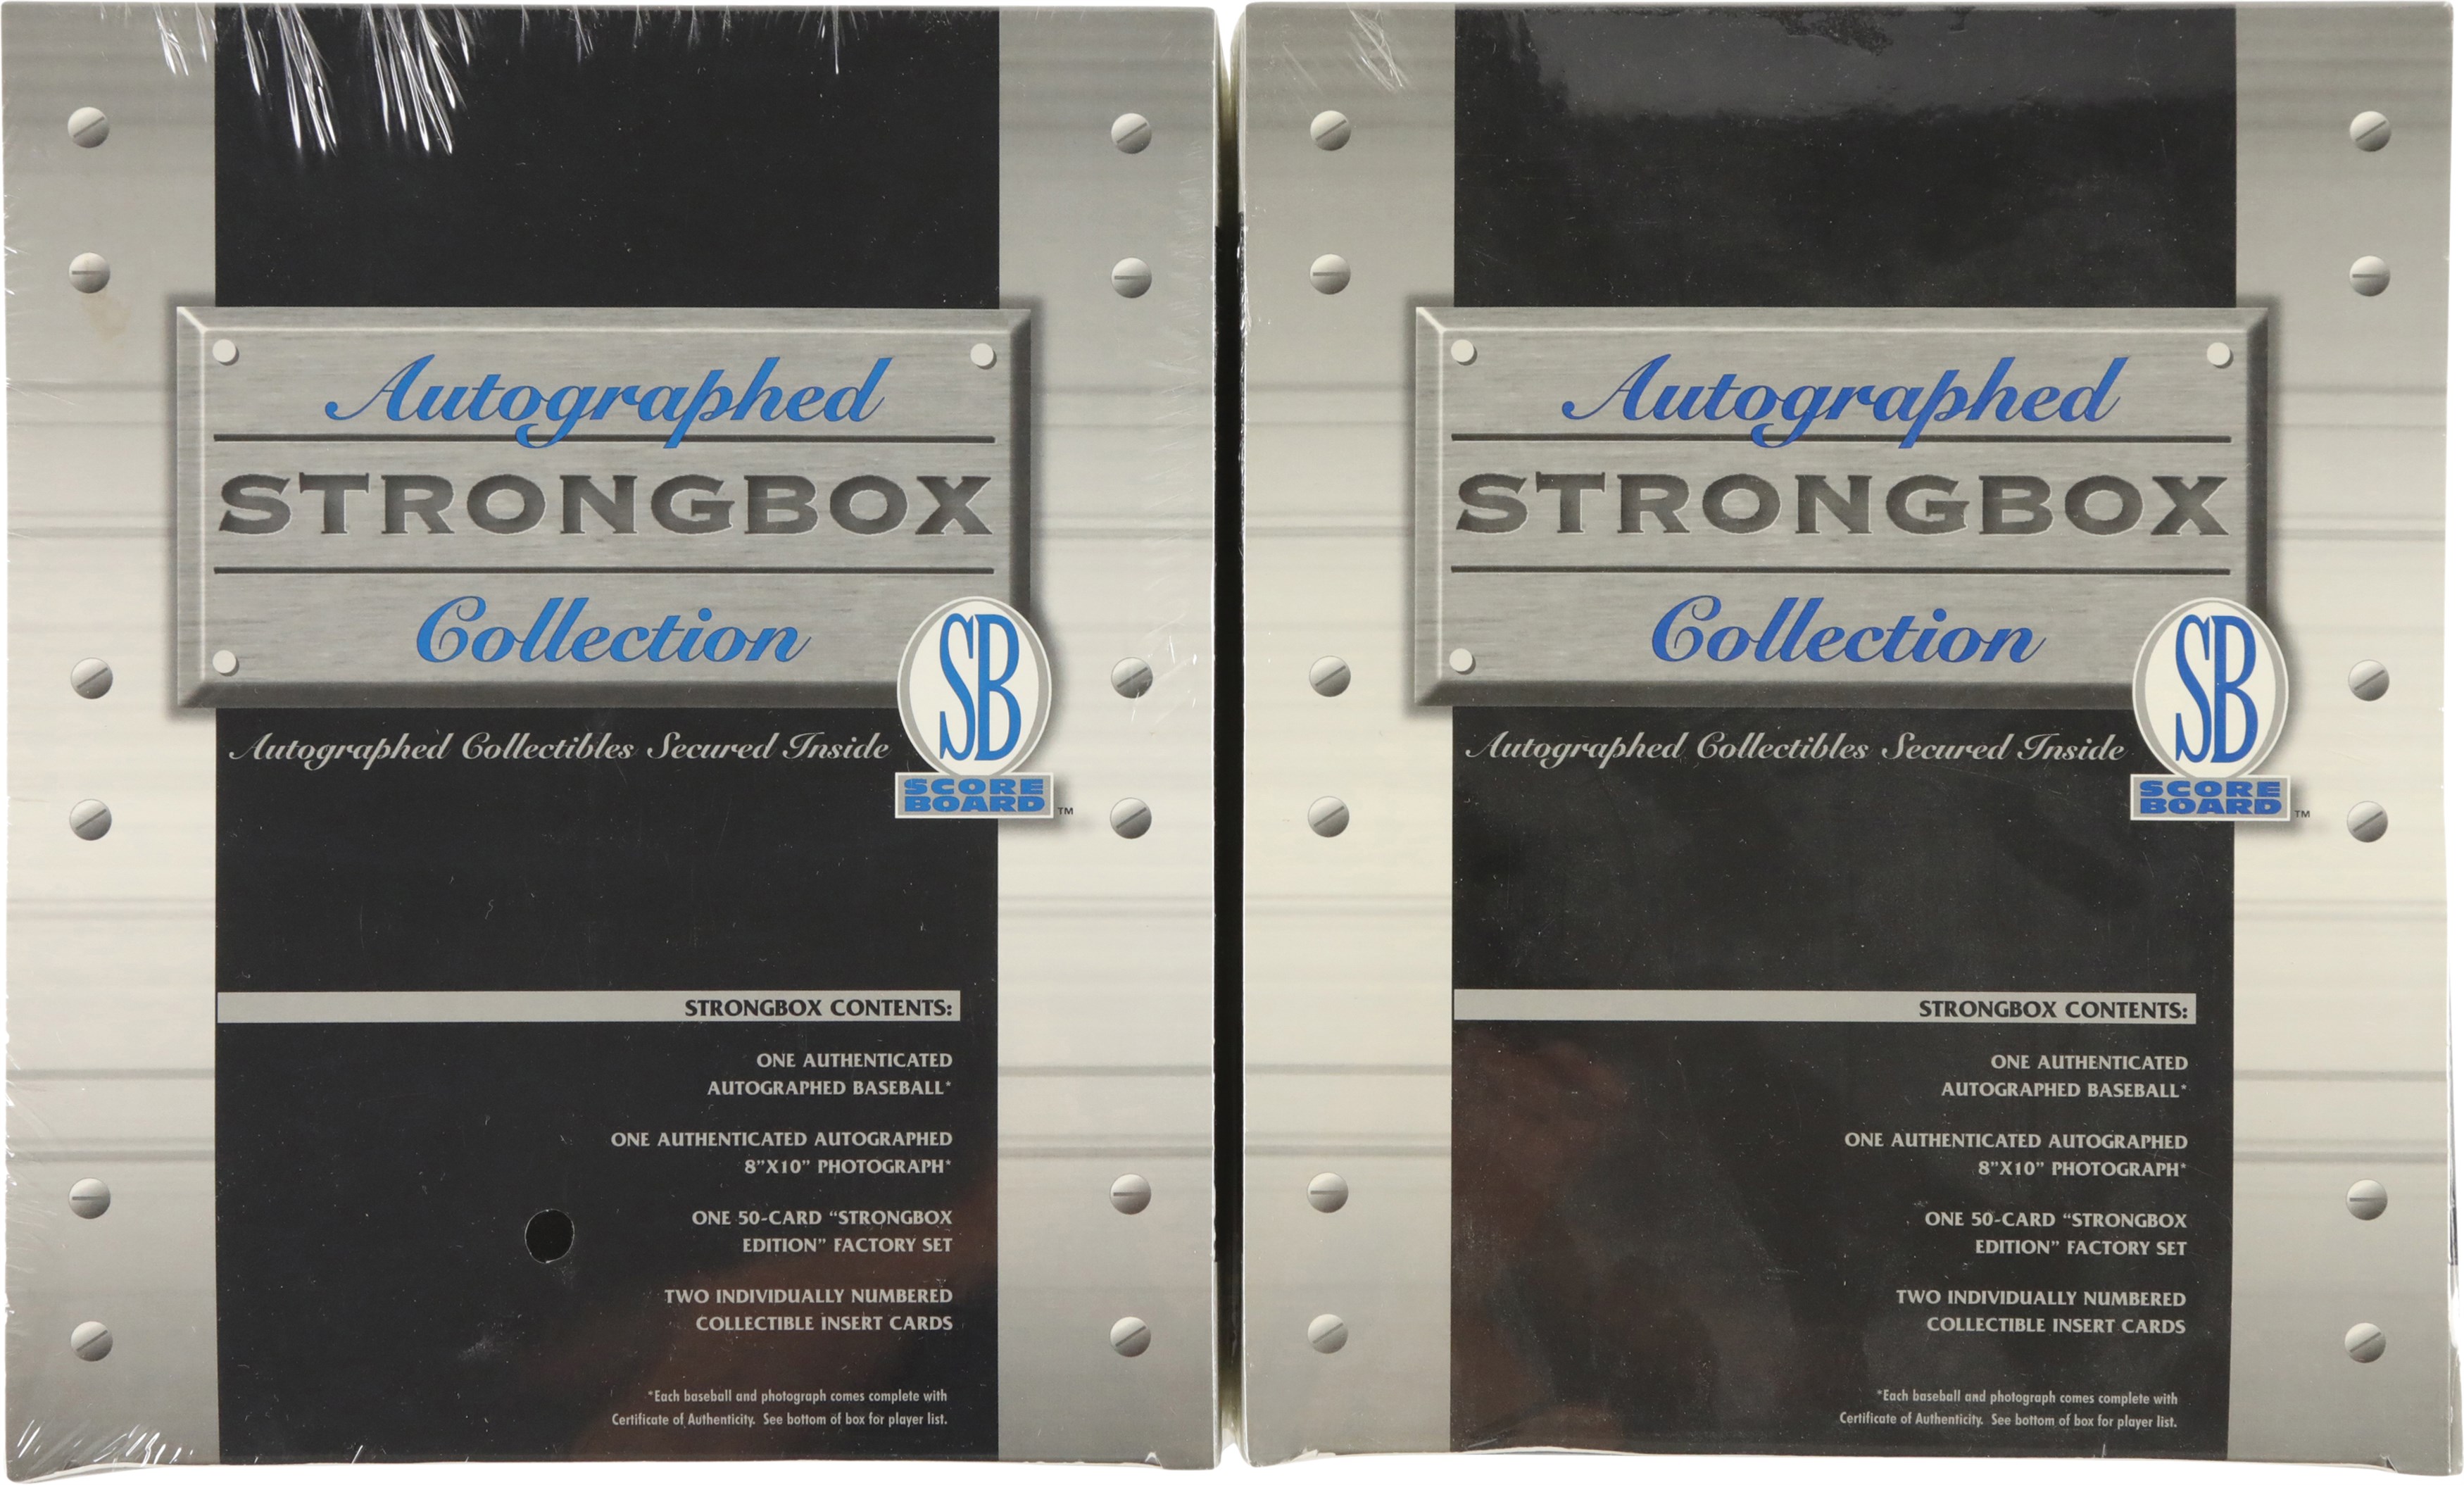 Autographed
STRONGBOX
Collection
SB
SCORE
BOARD™
Autographed Collectibles Secured Inside
STRONGBOX CONTENTS:
ONE AUTHENTICATED
AUTOGRAPHED BASEBALL*
ONE AUTHENTICATED AUTOGRAPHED
8”X10” PHOTOGRAPH*
ONE 50-CARD “STRONGBOX
EDITION” FACTORY SET
TWO INDIVIDUALLY NUMBERED
COLLECTIBLE INSERT CARDS
*Each baseball and photograph comes complete with
Certificate of Authenticity. See bottom of box for player list.
Autographed
STRONGBOX
Collection
SB
SCORE
BOARD™
Autographed Collectibles Secured Inside
STRONGBOX CONTENTS:
ONE AUTHENTICATED
AUTOGRAPHED BASEBALL*
ONE AUTHENTICATED AUTOGRAPHED
8”X10” PHOTOGRAPH*
ONE 50-CARD “STRONGBOX
EDITION” FACTORY SET
TWO INDIVIDUALLY NUMBERED
COLLECTIBLE INSERT CARDS
*Each baseball and photograph comes complete with
Certificate of Authenticity. See bottom of box for player list.